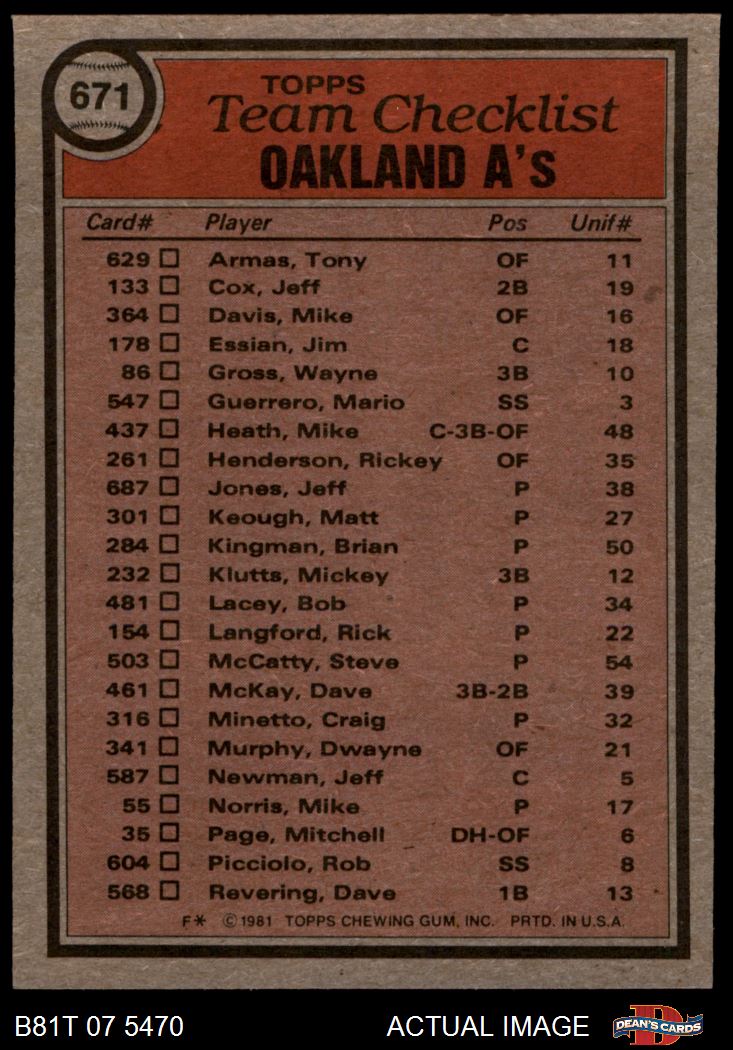 671
TOPPS
Team Checklist
OAKLAND A's
Card# Player Pos Unif#
629 Armas, Tony OF 11
133 Cox, Jeff 2B 19
364 Davis, Mike OF 16
178 Essian, Jim C 18
86 Gross, Wayne 3B 10
547 Guerrero, Mario SS 3
437 Heath, Mike C-3B-OF 48
261 Henderson, Rickey OF 35
687 Jones, Jeff P 38
301 Keough, Matt P 27
284 Kingman, Brian P 50
232 Klutts, Mickey 3B 12
481 Lacey, Bob P 34
154 Langford, Rick P 22
503 McCatty, Steve P 54
461 McKay, Dave 3B-2B 39
316 Minetto, Craig P 32
341 Murphy, Dwayne OF 21
587 Newman, Jeff C 5
55 Norris, Mike P 17
35 Page, Mitchell DH-OF 6
604 Picciolo, Rob SS 8
568 Revering, Dave 1B 13
F* © 1981 TOPPS CHEWING GUM, INC. PRTD. IN U.S.A.
B81T 07 5470 ACTUAL IMAGE DEAN'S CARDS